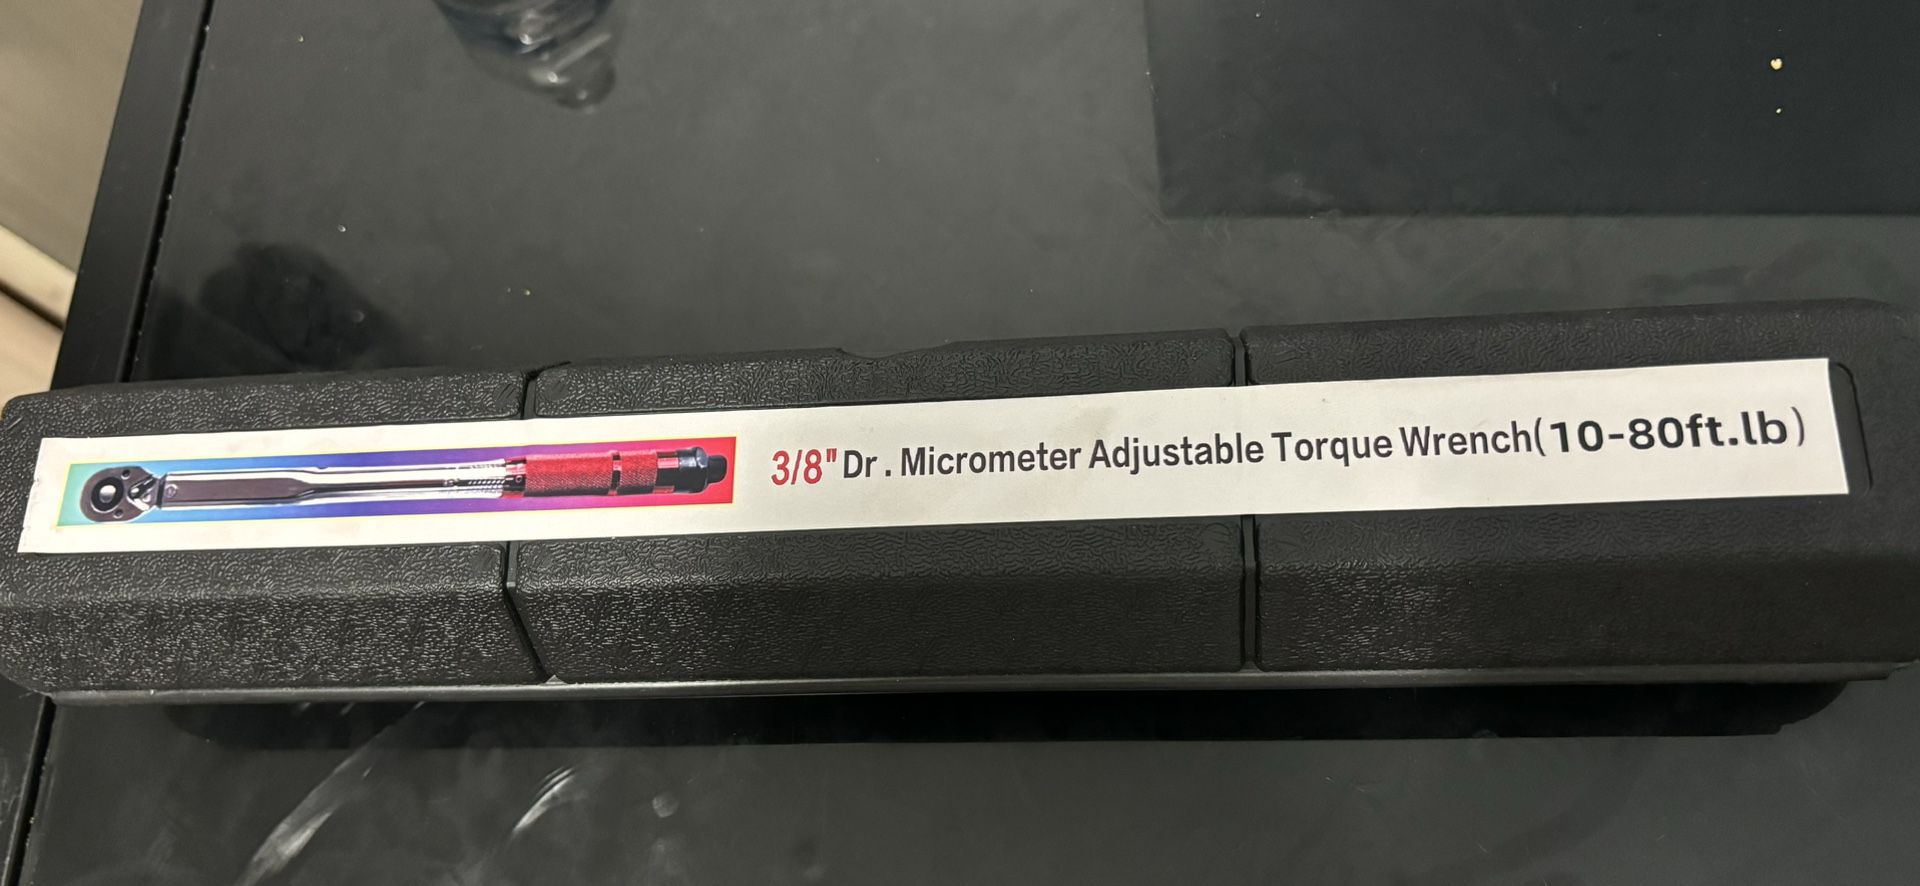 3/8" Dr. Micrometer Adjustable Torque Wrench(10-80ft.lb)